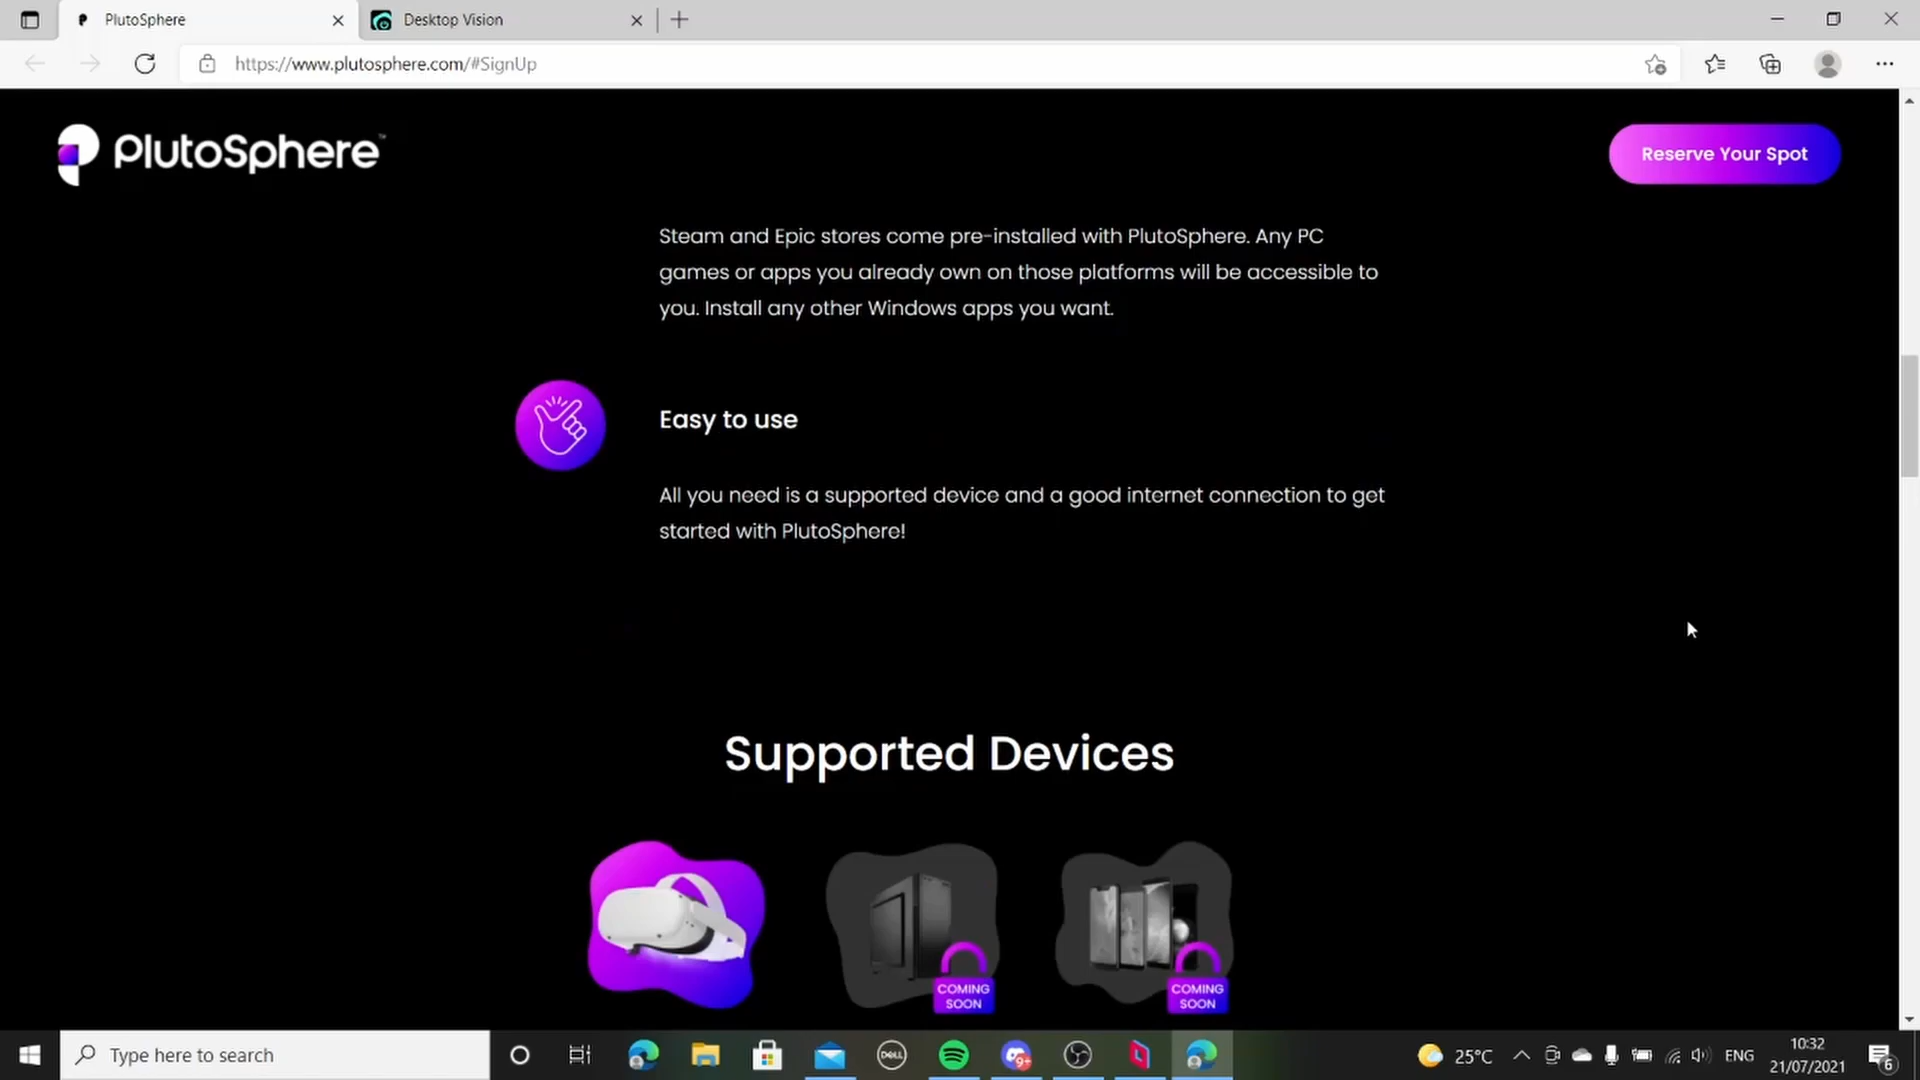 PlutoSphere
Desktop Vision
https://www.plutosphere.com/#SignUp
PlutoSphere™
Reserve Your Spot
Steam and Epic stores come pre-installed with PlutoSphere. Any PC
games or apps you already own on those platforms will be accessible to
you. Install any other Windows apps you want.
Easy to use
All you need is a supported device and a good internet connection to get
started with PlutoSphere!
Supported Devices
COMING
SOON
COMING
SOON
Type here to search
DELL
9+
25°C
ENG
10:32
21/07/2021
6